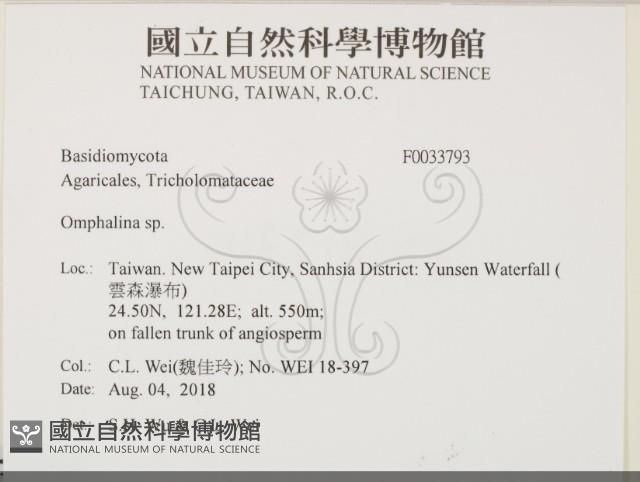 國立自然科學博物館
NATIONAL MUSEUM OF NATURAL SCIENCE
TAICHUNG, TAIWAN, R.O.C.
Basidiomycota F0033793
Agaricales, Tricholomataceae
Omphalina sp.
Loc.: Taiwan. New Taipei City, Sanhsia District: Yunsen Waterfall (
雲森瀑布)
24.50N, 121.28E; alt. 550m;
on fallen trunk of angiosperm
Col.: C.L. Wei(魏佳玲); No. WEI 18-397
Date: Aug. 04, 2018
國立自然科學博物館
NATIONAL MUSEUM OF NATURAL SCIENCE